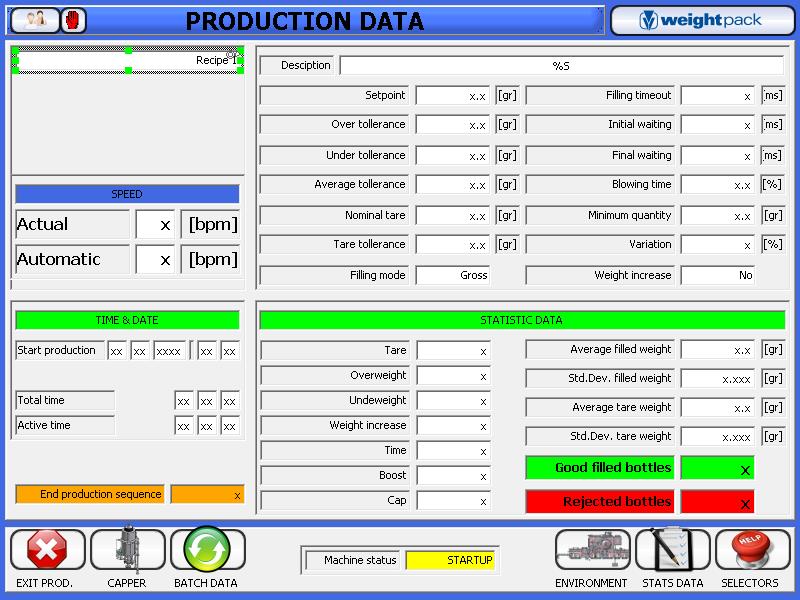 PRODUCTION DATA
weightpack
Recipe 1
Desciption %S
Setpoint x.x [gr] Filling timeout x [ms]
Over tollerance x.x [gr] Initial waiting x [ms]
Under tollerance x.x [gr] Final waiting x [ms]
Average tollerance x.x [gr] Blowing time x.x [%]
Nominal tare x.x [gr] Minimum quantity x.x [gr]
Tare tollerance x.x [gr] Variation x [%]
Filling mode Gross Weight increase No
SPEED
Actual x [bpm]
Automatic x [bpm]
TIME & DATE
Start production xx xx xxxx xx xx
Total time xx xx xx
Active time xx xx xx
End production sequence x
STATISTIC DATA
Tare x Average filled weight x.x [gr]
Overweight x Std.Dev. filled weight x.xxx [gr]
Undeweight x Average tare weight x.x [gr]
Weight increase x Std.Dev. tare weight x.xxx [gr]
Time x Good filled bottles x
Boost x Rejected bottles x
Cap x
EXIT PROD. CAPPER BATCH DATA
Machine status STARTUP
HELP
ENVIRONMENT STATS DATA SELECTORS